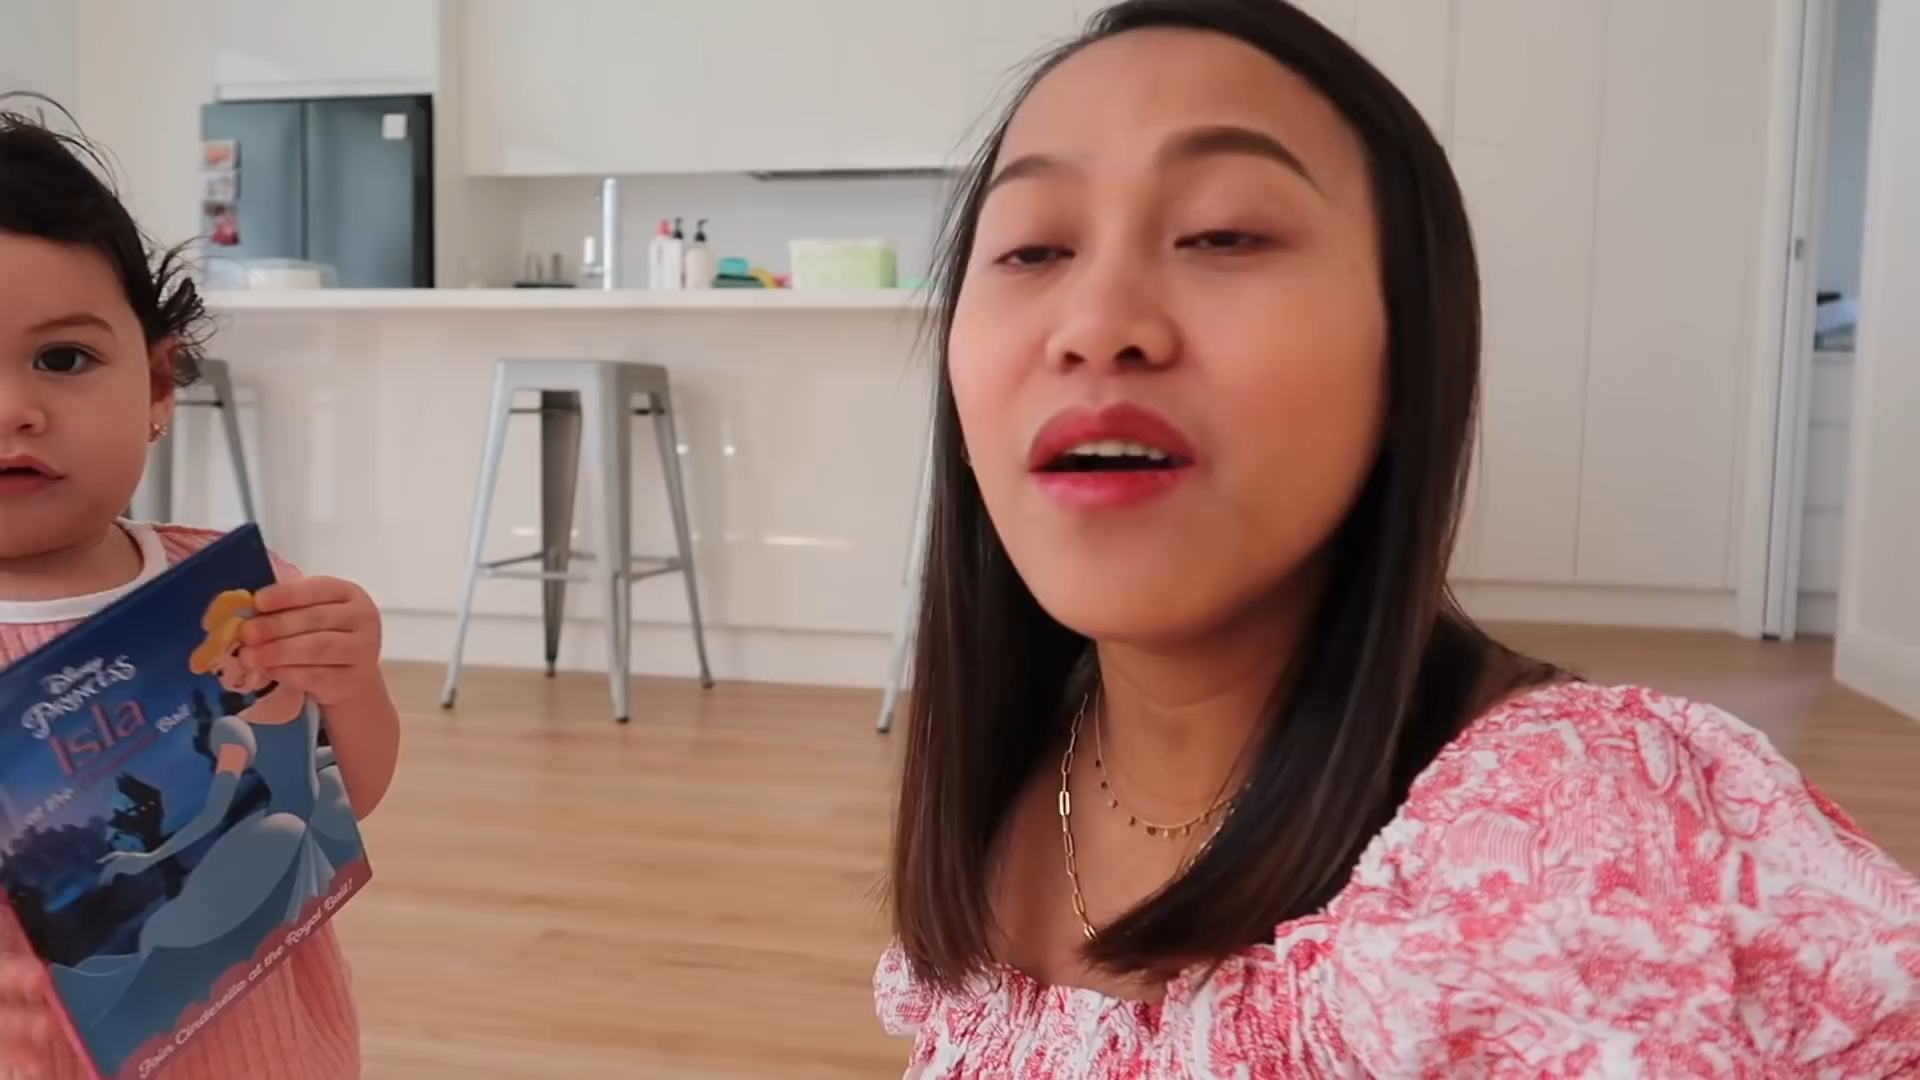 Disney
PRINCESS
Isla
Ball
at the
Join Cinderella at the Royal Ball!